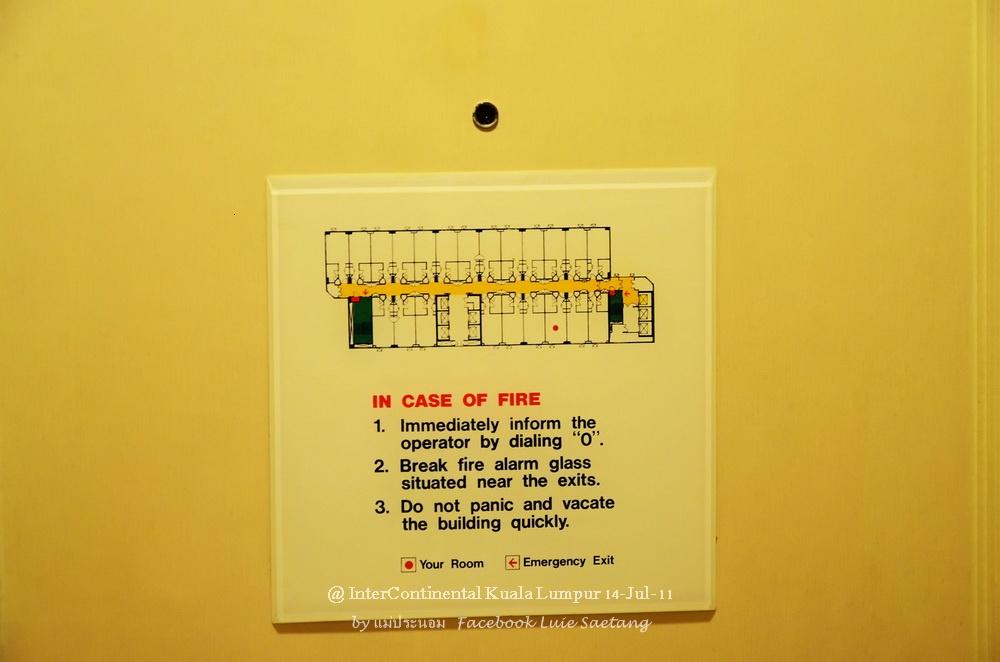 IN CASE OF FIRE
1. Immediately inform the
operator by dialing "0".
2. Break fire alarm glass
situated near the exits.
3. Do not panic and vacate
the building quickly.
Your Room Emergency Exit
@ InterContinental Kuala Lumpur 14-Jul-11
by แม่ประนอม Facebook Luie Saetang